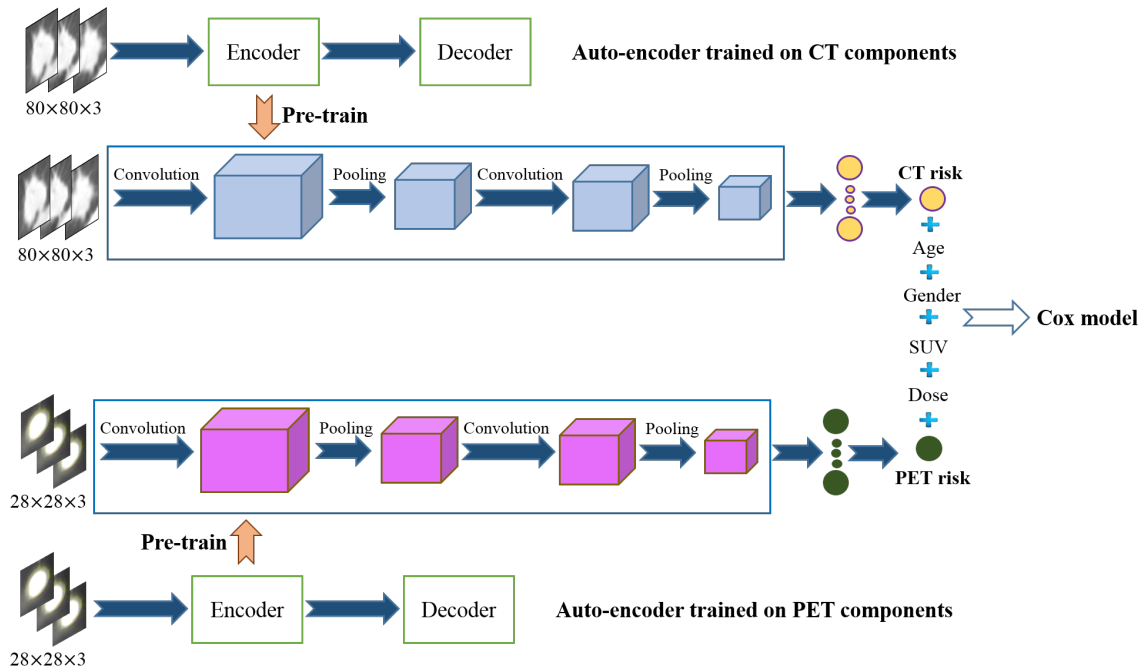 Encoder
Decoder
Auto-encoder trained on CT components
80×80×3
Pre-train
Convolution
Pooling
Convolution
Pooling
CT risk
80×80×3
Age
Gender
Cox model
SUV
Dose
Convolution
Pooling
Convolution
Pooling
PET risk
28×28×3
Pre-train
Encoder
Decoder
Auto-encoder trained on PET components
28×28×3